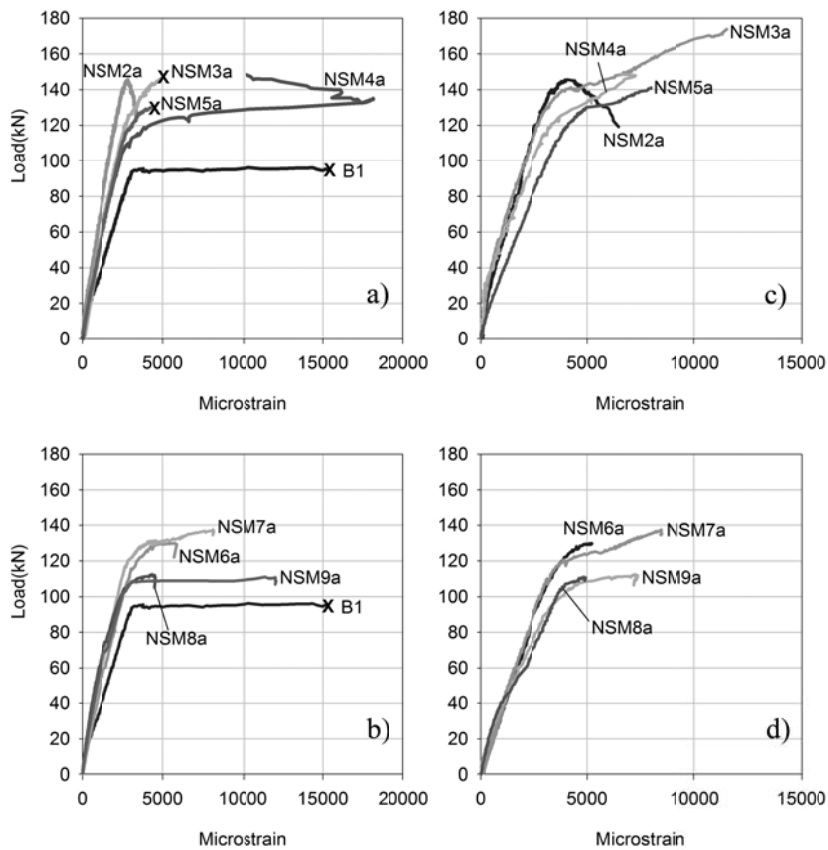 180
160
140
120
100
80
60
40
20
0
Load(kN)
NSM2a
X NSM3a
NSM4a
X NSM5a
X B1
a)
0 5000 10000 15000 20000
Microstrain
180
160
140
120
100
80
60
40
20
0
NSM3a
NSM4a
NSM5a
NSM2a
c)
0 5000 10000 15000
Microstrain
180
160
140
120
100
80
60
40
20
0
Load(kN)
NSM7a
NSM6a
NSM9a
X B1
NSM8a
b)
0 5000 10000 15000 20000
Microstrain
180
160
140
120
100
80
60
40
20
0
NSM6a
NSM7a
NSM9a
NSM8a
d)
0 5000 10000 15000
Microstrain